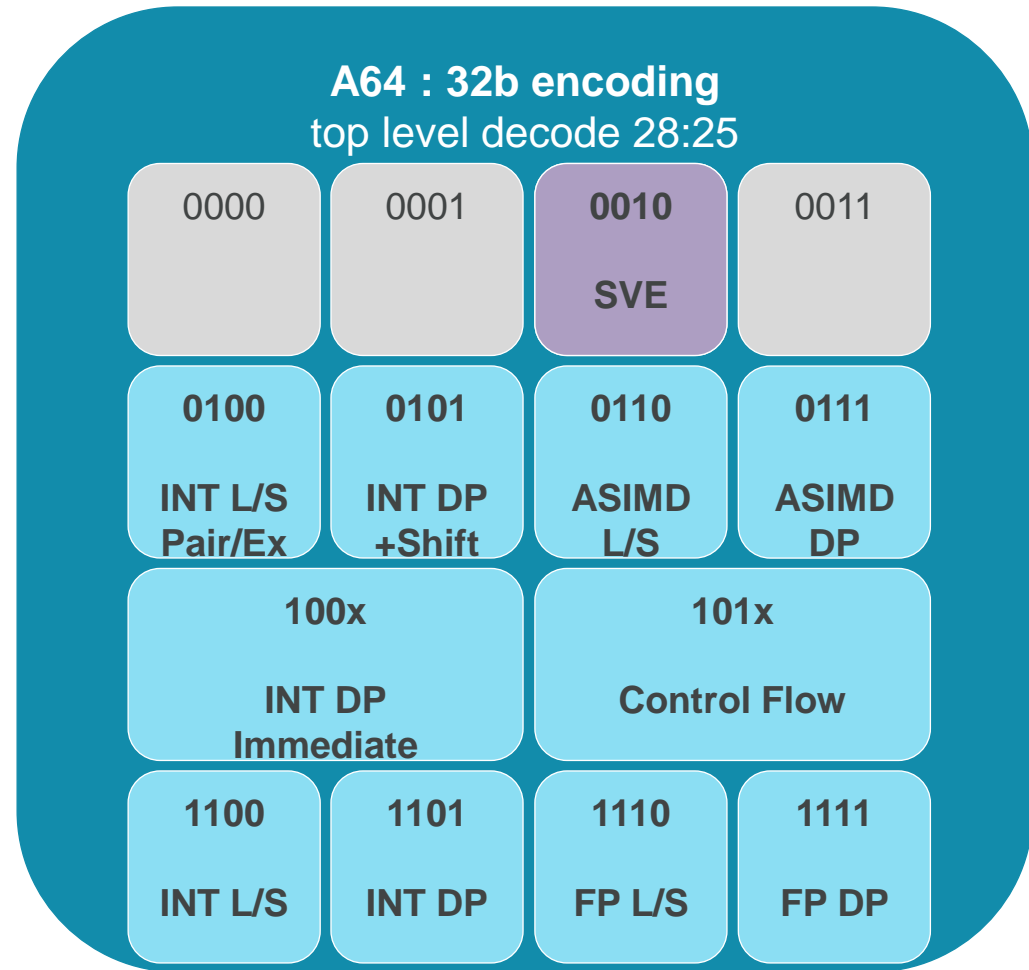 A64 : 32b encoding
top level decode 28:25
0000 0001 0010 0011
SVE
0100 0101 0110 0111
INT L/S INT DP ASIMD ASIMD
Pair/Ex +Shift L/S DP
100x 101x
INT DP Control Flow
Immediate
1100 1101 1110 1111
INT L/S INT DP FP L/S FP DP